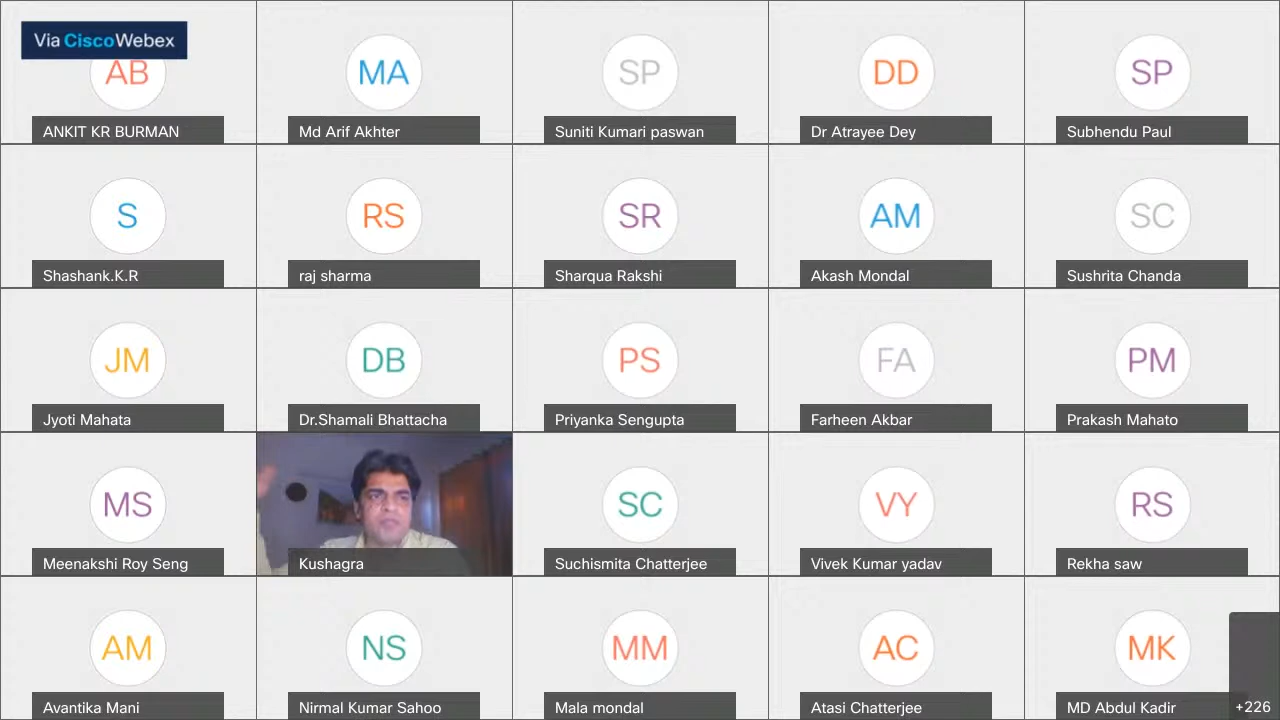 Via CiscoWebex
AB
ANKIT KR BURMAN
MA
Md Arif Akhter
SP
Suniti Kumari paswan
DD
Dr Atrayee Dey
SP
Subhendu Paul
S
Shashank.K.R
RS
raj sharma
SR
Sharqua Rakshi
AM
Akash Mondal
SC
Sushrita Chanda
JM
Jyoti Mahata
DB
Dr.Shamali Bhattacha
PS
Priyanka Sengupta
FA
Farheen Akbar
PM
Prakash Mahato
MS
Meenakshi Roy Seng
Kushagra
SC
Suchismita Chatterjee
VY
Vivek Kumar yadav
RS
Rekha saw
AM
Avantika Mani
NS
Nirmal Kumar Sahoo
MM
Mala mondal
AC
Atasi Chatterjee
MK
MD Abdul Kadir
+226